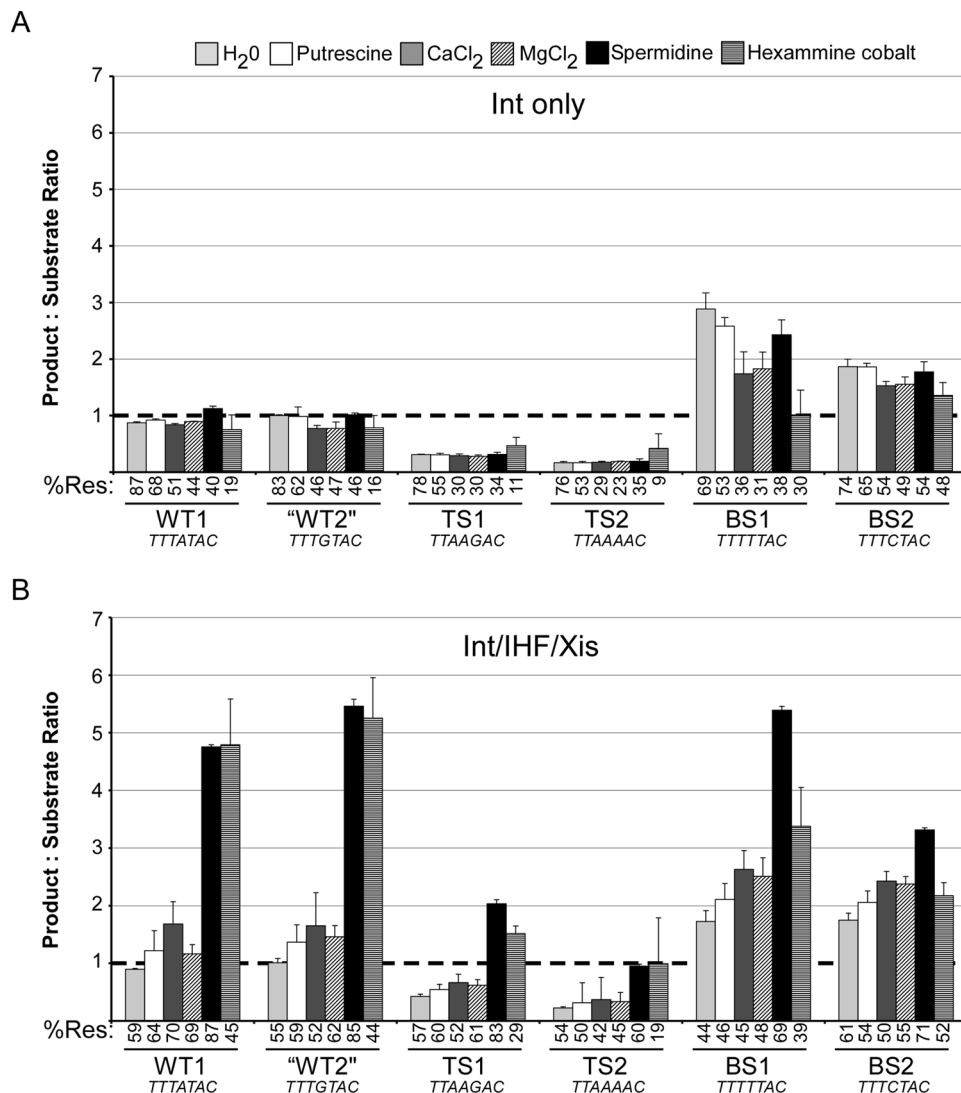 A
H20 Putrescine CaCl2 MgCl2 Spermidine Hexammine cobalt
Int only
Product : Substrate Ratio
7
6
5
4
3
2
1
%Res: 87 68 51 44 40 19 83 62 46 47 46 16 78 55 30 30 34 11 76 53 29 23 35 9 69 53 36 31 38 30 74 65 54 49 54 48
WT1 "WT2" TS1 TS2 BS1 BS2
TTTATAC TTTGTAC TTAAGAC TTAAAAC TTTTTAC TTTCTAC
B
Int/IHF/Xis
Product : Substrate Ratio
7
6
5
4
3
2
1
%Res: 59 64 70 69 87 45 55 59 52 62 85 44 57 60 52 61 83 29 54 50 42 45 60 19 44 46 45 48 69 39 61 54 50 55 71 52
WT1 "WT2" TS1 TS2 BS1 BS2
TTTATAC TTTGTAC TTAAGAC TTAAAAC TTTTTAC TTTCTAC